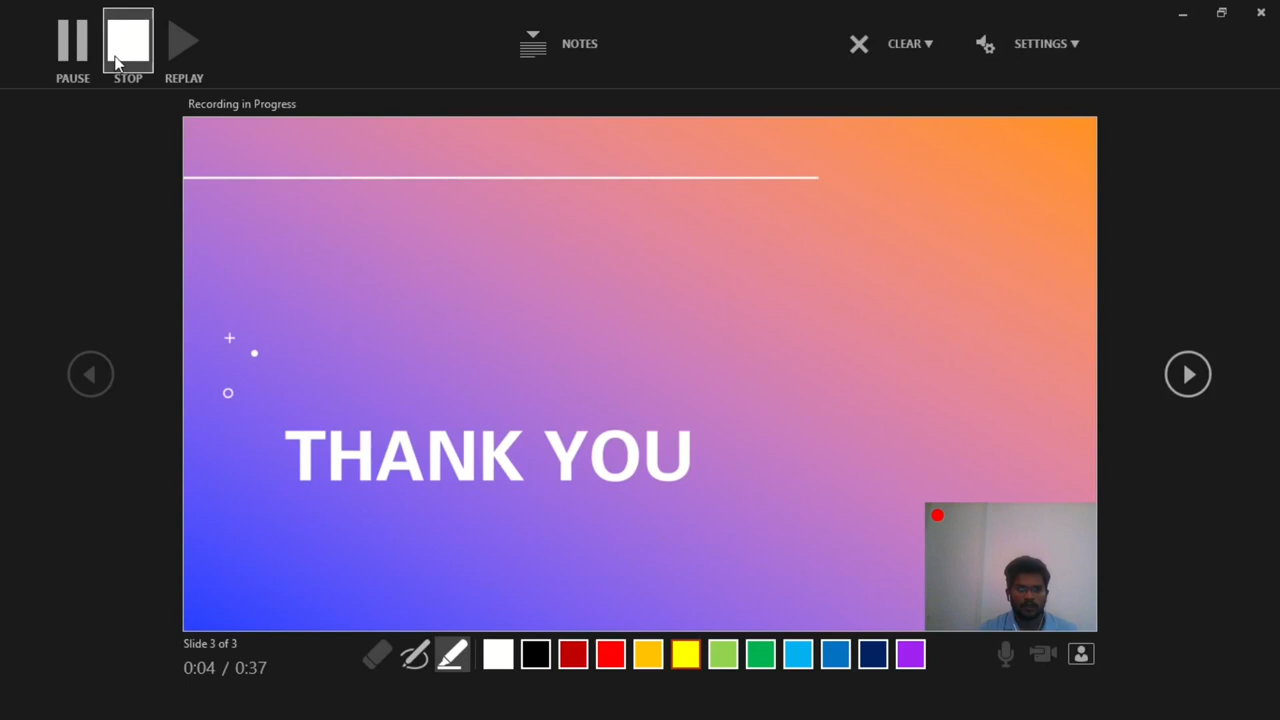 PAUSE
STOP
REPLAY
NOTES
CLEAR
SETTINGS
Recording in Progress
THANK YOU
Slide 3 of 3
0:04 / 0:37